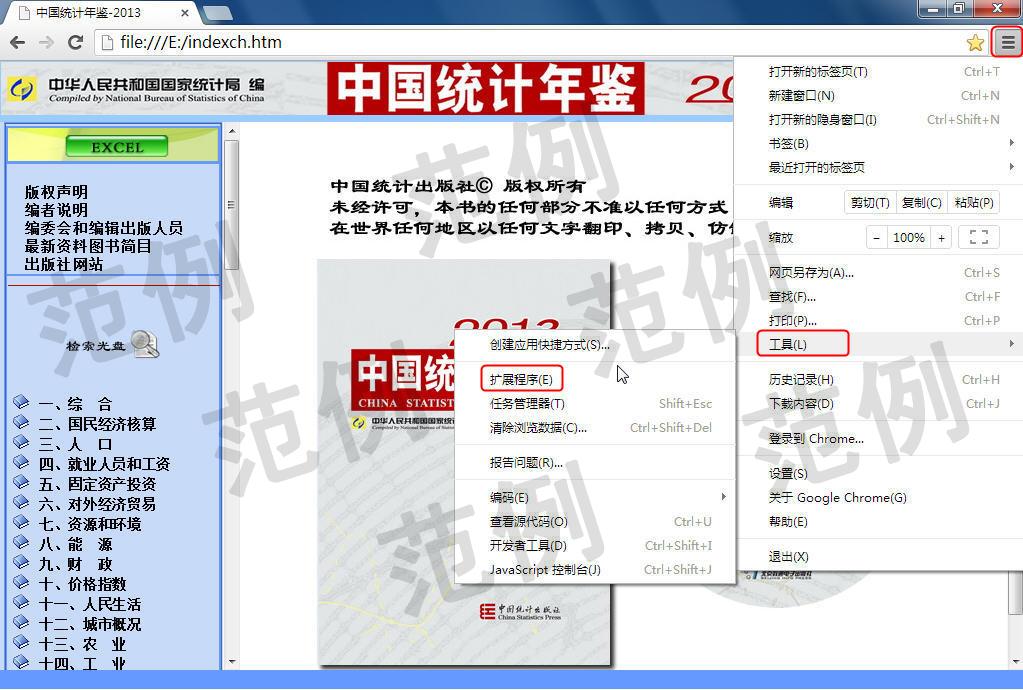 中国统计年鉴-2013
file:///E:/indexch.htm
中华人民共和国国家统计局 编
Compiled by National Bureau of Statistics of China
中国统计年鉴
EXCEL
版权声明
编者说明
编委会和编辑出版人员
最新资料图书简目
出版社网站
检索光盘
一、综 合
二、国民经济核算
三、人 口
四、就业人员和工资
五、固定资产投资
六、对外经济贸易
七、资源和环境
八、能 源
九、财 政
十、价格指数
十一、人民生活
十二、城市概况
十三、农 业
十四、工 业
中国统计出版社© 版权所有
未经许可，本书的任何部分不准以任何方式
在世界任何地区以任何文字翻印、拷贝、仿
2013
中国统
CHINA STATIST
中华人民共和国国家统
中国统计出版社
China Statistics Press
打开新的标签页(T) Ctrl+T
新建窗口(N) Ctrl+N
打开新的隐身窗口(I) Ctrl+Shift+N
书签(B)
最近打开的标签页
编辑 剪切(T) 复制(C) 粘贴(P)
缩放 − 100% +
网页另存为(A)... Ctrl+S
查找(F)... Ctrl+F
打印(P)... Ctrl+P
工具(L)
历史记录(H) Ctrl+H
下载内容(D) Ctrl+J
登录到 Chrome...
设置(S)
关于 Google Chrome(G)
帮助(E)
退出(X)
创建应用快捷方式(S)...
扩展程序(E)
任务管理器(T) Shift+Esc
清除浏览数据(C)... Ctrl+Shift+Del
报告问题(R)...
编码(E)
查看源代码(O) Ctrl+U
开发者工具(D) Ctrl+Shift+I
JavaScript 控制台(J) Ctrl+Shift+J
范例
范例
范例
范例
范例
范例